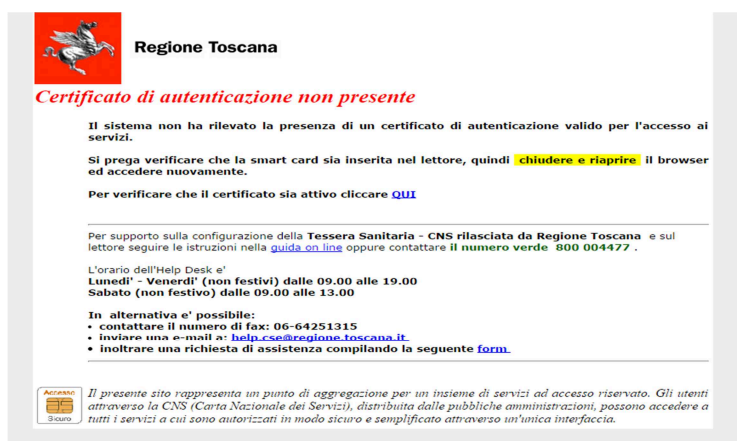 Regione Toscana
Certificato di autenticazione non presente
Il sistema non ha rilevato la presenza di un certificato di autenticazione valido per l'accesso ai
servizi.
Si prega verificare che la smart card sia inserita nel lettore, quindi chiudere e riaprire il browser
ed accedere nuovamente.
Per verificare che il certificato sia attivo cliccare QUI
Per supporto sulla configurazione della Tessera Sanitaria - CNS rilasciata da Regione Toscana e sul
lettore seguire le istruzioni nella guida on line oppure contattare il numero verde 800 004477 .
L'orario dell'Help Desk e'
Lunedi' - Venerdi' (non festivi) dalle 09.00 alle 19.00
Sabato (non festivo) dalle 09.00 alle 13.00
In alternativa e' possibile:
• contattare il numero di fax: 06-64251315
• inviare una e-mail a: help.cse@regione.toscana.it
• inoltrare una richiesta di assistenza compilando la seguente form
Accesso
Sicuro
Il presente sito rappresenta un punto di aggregazione per un insieme di servizi ad accesso riservato. Gli utenti
attraverso la CNS (Carta Nazionale dei Servizi), distribuita dalle pubbliche amministrazioni, possono accedere a
tutti i servizi a cui sono autorizzati in modo sicuro e semplificato attraverso un'unica interfaccia.